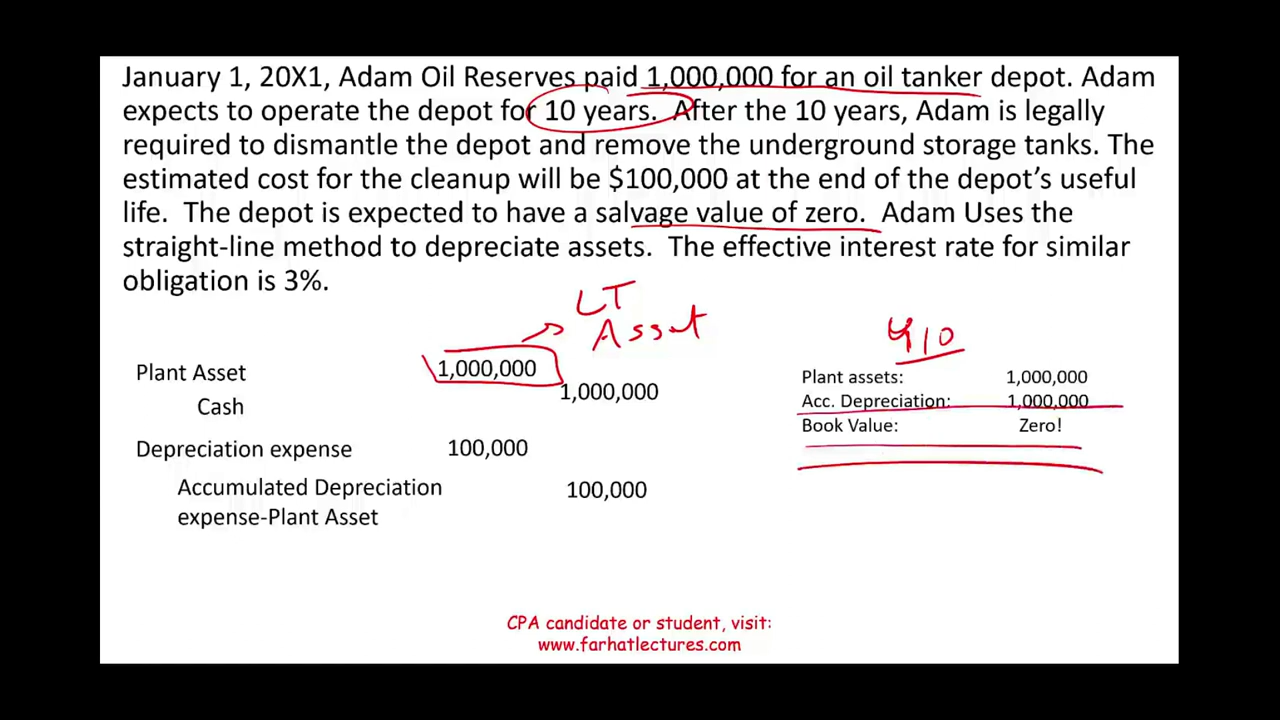 January 1, 20X1, Adam Oil Reserves paid 1,000,000 for an oil tanker depot. Adam
expects to operate the depot for 10 years. After the 10 years, Adam is legally
required to dismantle the depot and remove the underground storage tanks. The
estimated cost for the cleanup will be $100,000 at the end of the depot's useful
life. The depot is expected to have a salvage value of zero. Adam Uses the
straight-line method to depreciate assets. The effective interest rate for similar
obligation is 3%.
LT
Asset
Plant Asset 1,000,000
Cash 1,000,000
Depreciation expense 100,000
Accumulated Depreciation 100,000
expense-Plant Asset
Y10
Plant assets: 1,000,000
Acc. Depreciation: 1,000,000
Book Value: Zero!
CPA candidate or student, visit:
www.farhatlectures.com